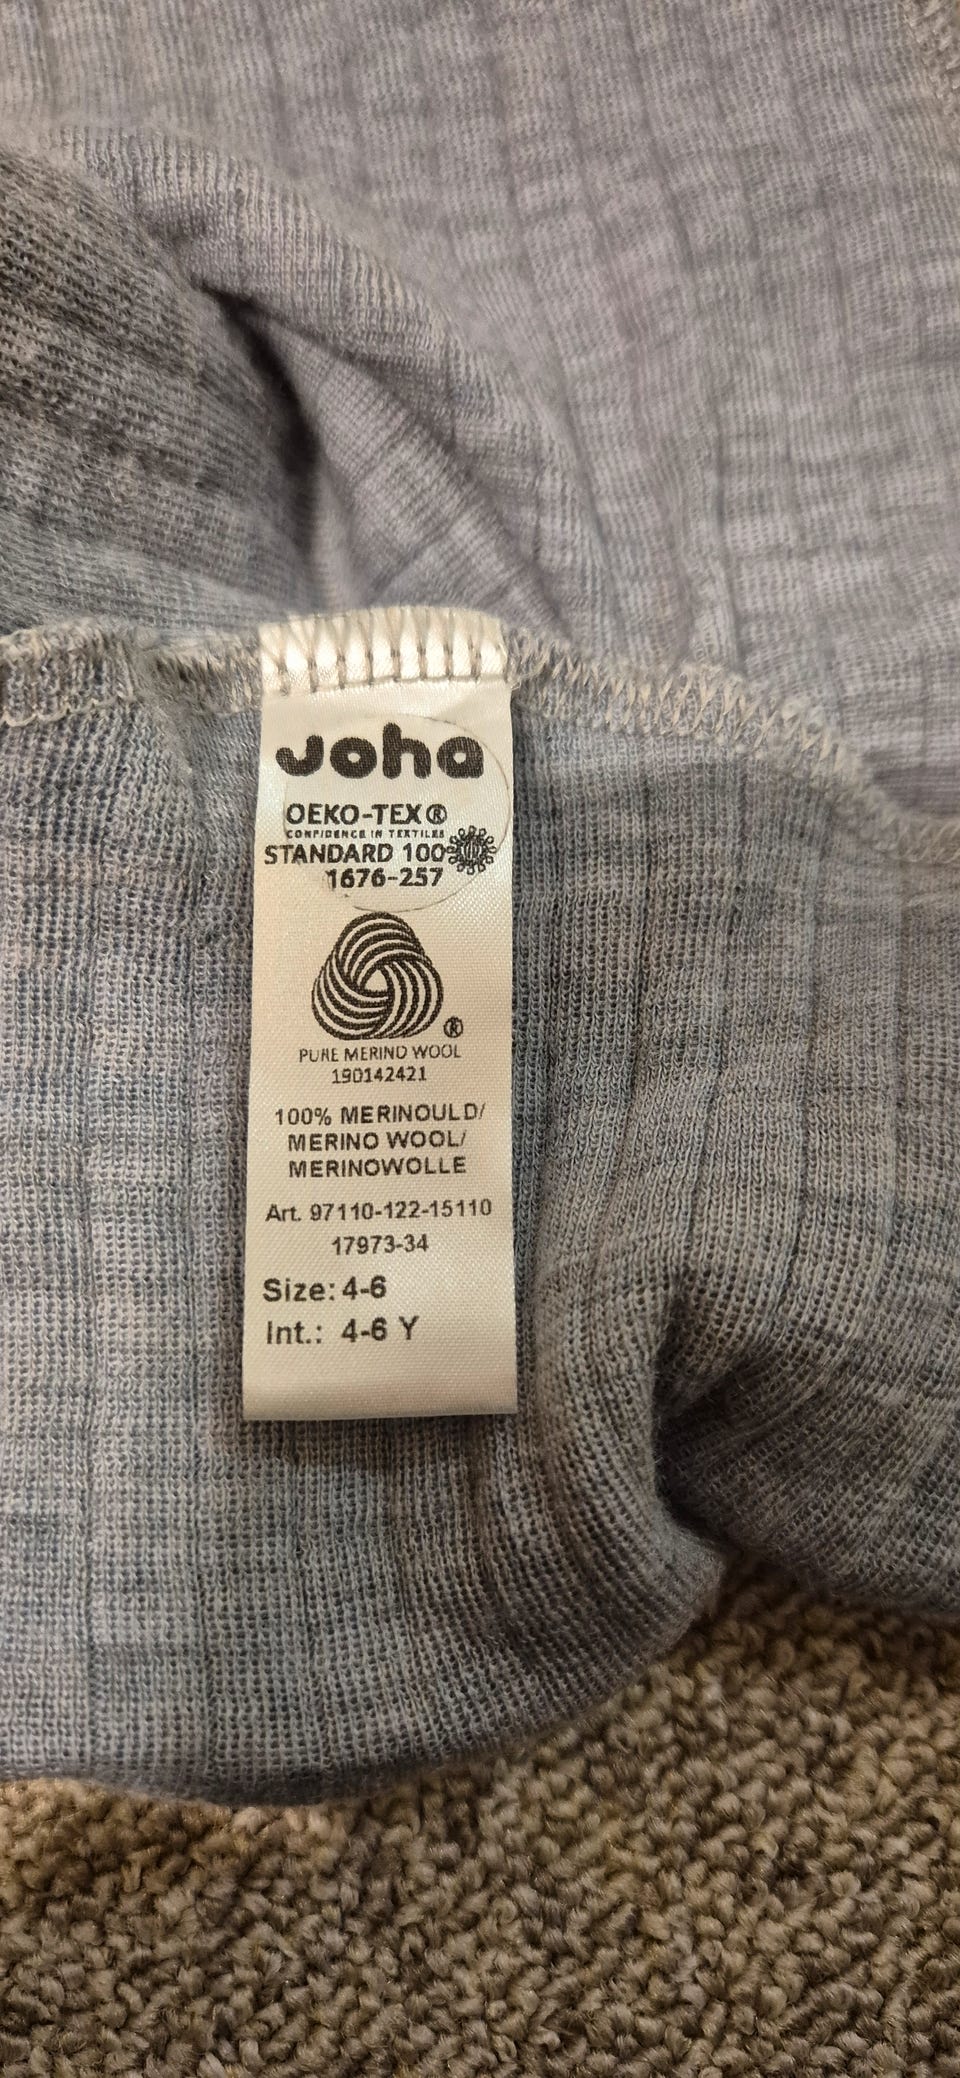 Joha
OEKO-TEX®
CONFIDENCE IN TEXTILES
STANDARD 100
1676-257
®
PURE MERINO WOOL
190142421
100% MERINOULD/
MERINO WOOL/
MERINOWOLLE
Art. 97110-122-15110
17973-34
Size: 4-6
Int.: 4-6 Y